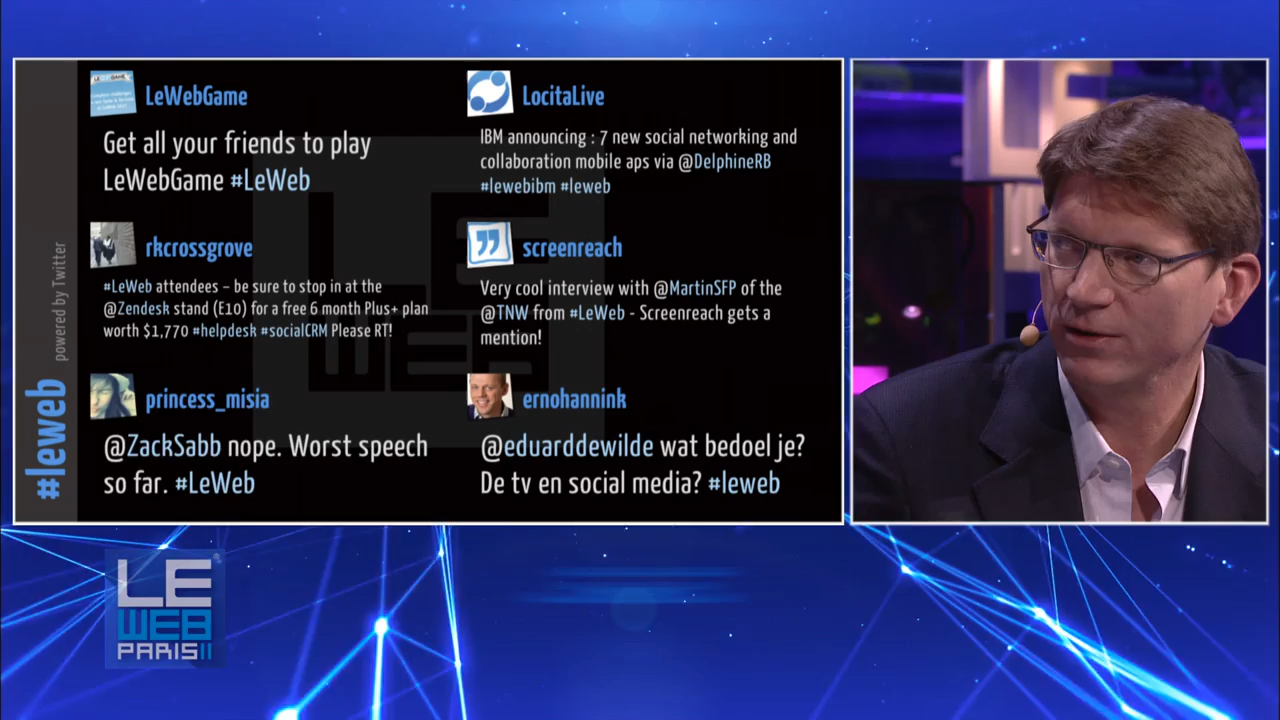 LeWebGame
Get all your friends to play
LeWebGame #LeWeb
LocitaLive
IBM announcing : 7 new social networking and
collaboration mobile aps via @DelphineRB
#lewebibm #leweb
rkcrossgrove
#LeWeb attendees – be sure to stop in at the
@Zendesk stand (E10) for a free 6 month Plus+ plan
worth $1,770 #helpdesk #socialCRM Please RT!
screenreach
Very cool interview with @MartinSFP of the
@TNW from #LeWeb - Screenreach gets a
mention!
princess_misia
@ZackSabb nope. Worst speech
so far. #LeWeb
ernohannink
@eduarddewilde wat bedoel je?
De tv en social media? #leweb
#leweb powered by Twitter
LE
WEB
LE
WEB
PARIS11